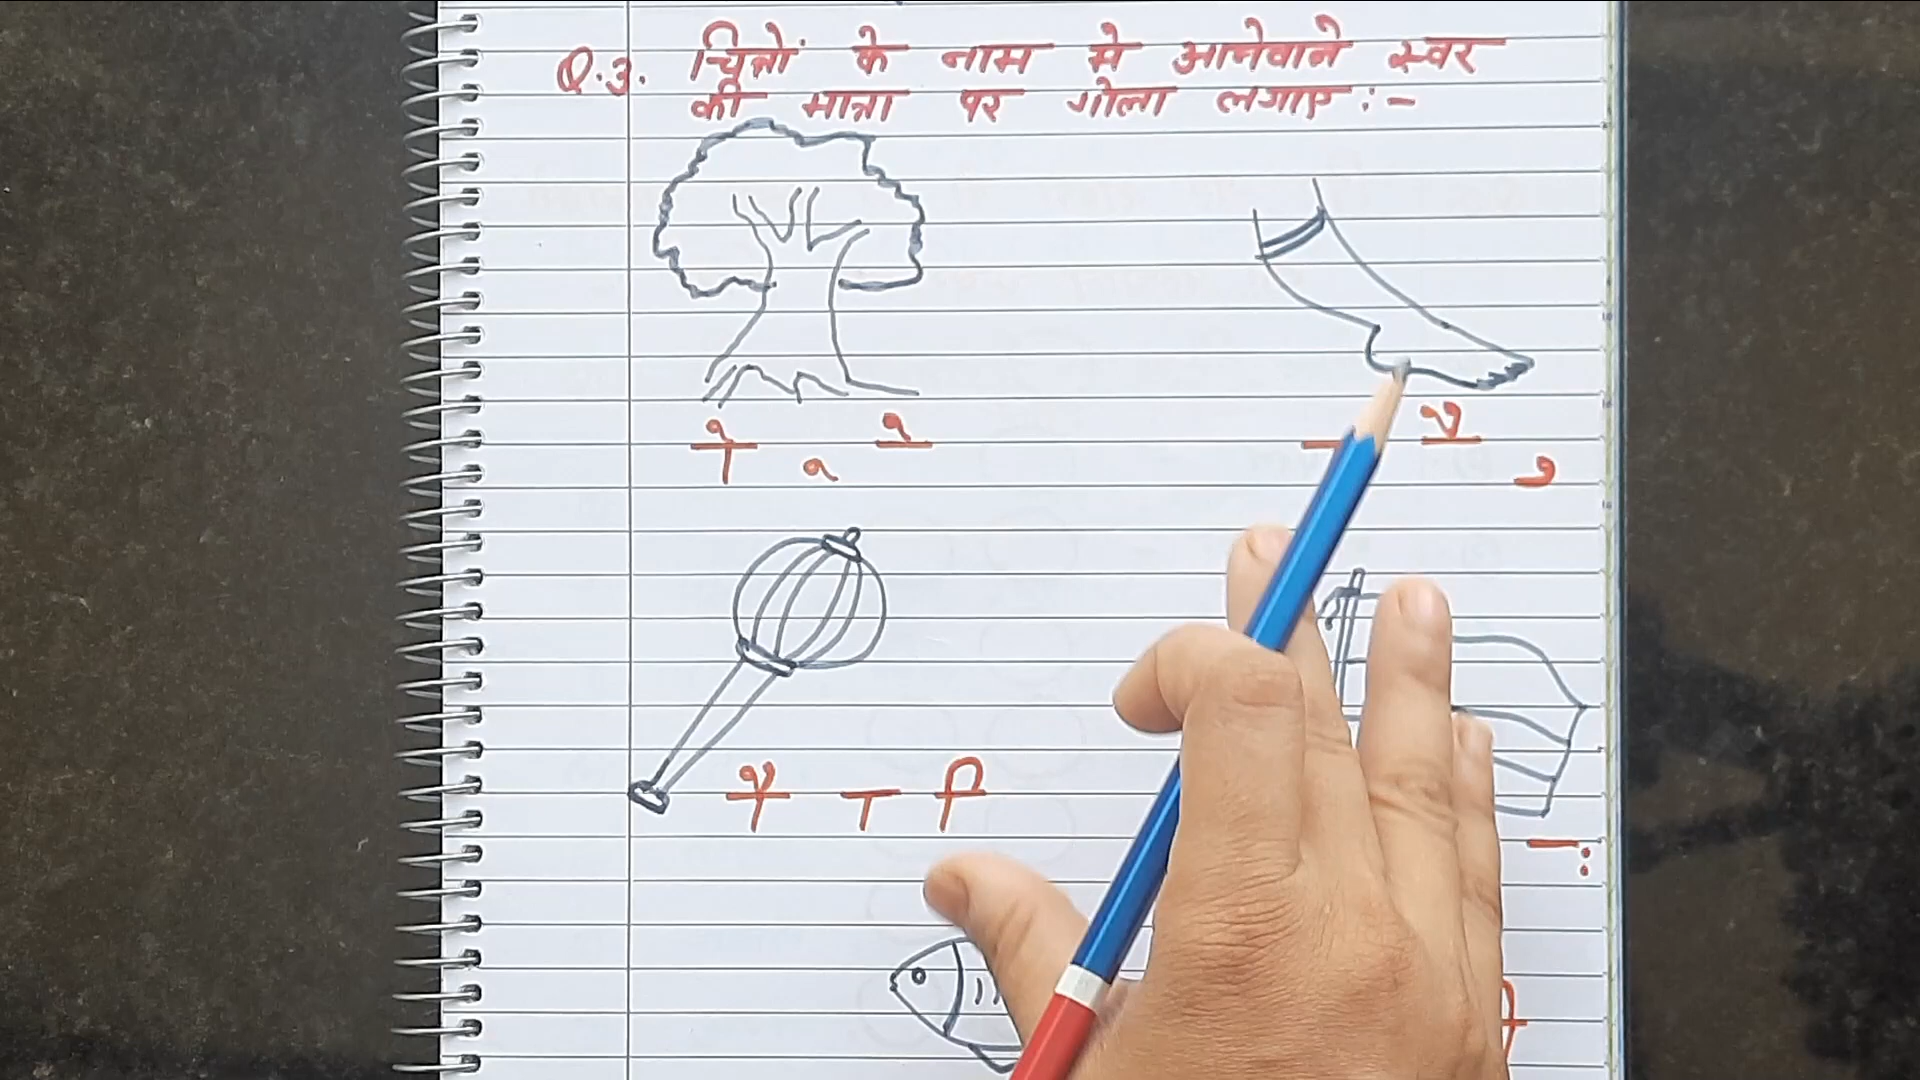 Q.3. चित्रों के नाम मे आनेवाले स्वर
की मात्रा पर गोला लगाए :-
ो ृ े
ा ै ु
ौ ा ि
ः